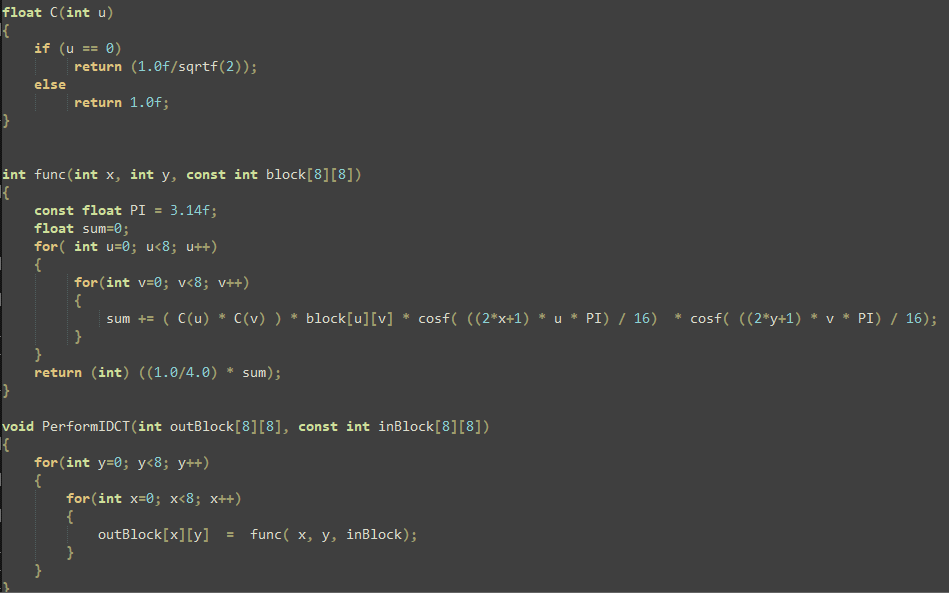 float C(int u)
{
    if (u == 0)
         return (1.0f/sqrtf(2));
    else
         return 1.0f;
}
int func(int x, int y, const int block[8][8])
{
    const float PI = 3.14f;
    float sum=0;
    for( int u=0; u<8; u++)
    {
         for(int v=0; v<8; v++)
         {
             sum += ( C(u) * C(v) ) * block[u][v] * cosf( ((2*x+1) * u * PI) / 16)  * cosf( ((2*y+1) * v * PI) / 16);
         }
    }
    return (int) ((1.0/4.0) * sum);
}
void PerformIDCT(int outBlock[8][8], const int inBlock[8][8])
{
    for(int y=0; y<8; y++)
    {
        for(int x=0; x<8; x++)
        {
            outBlock[x][y]  =  func( x, y, inBlock);
        }
    }
}